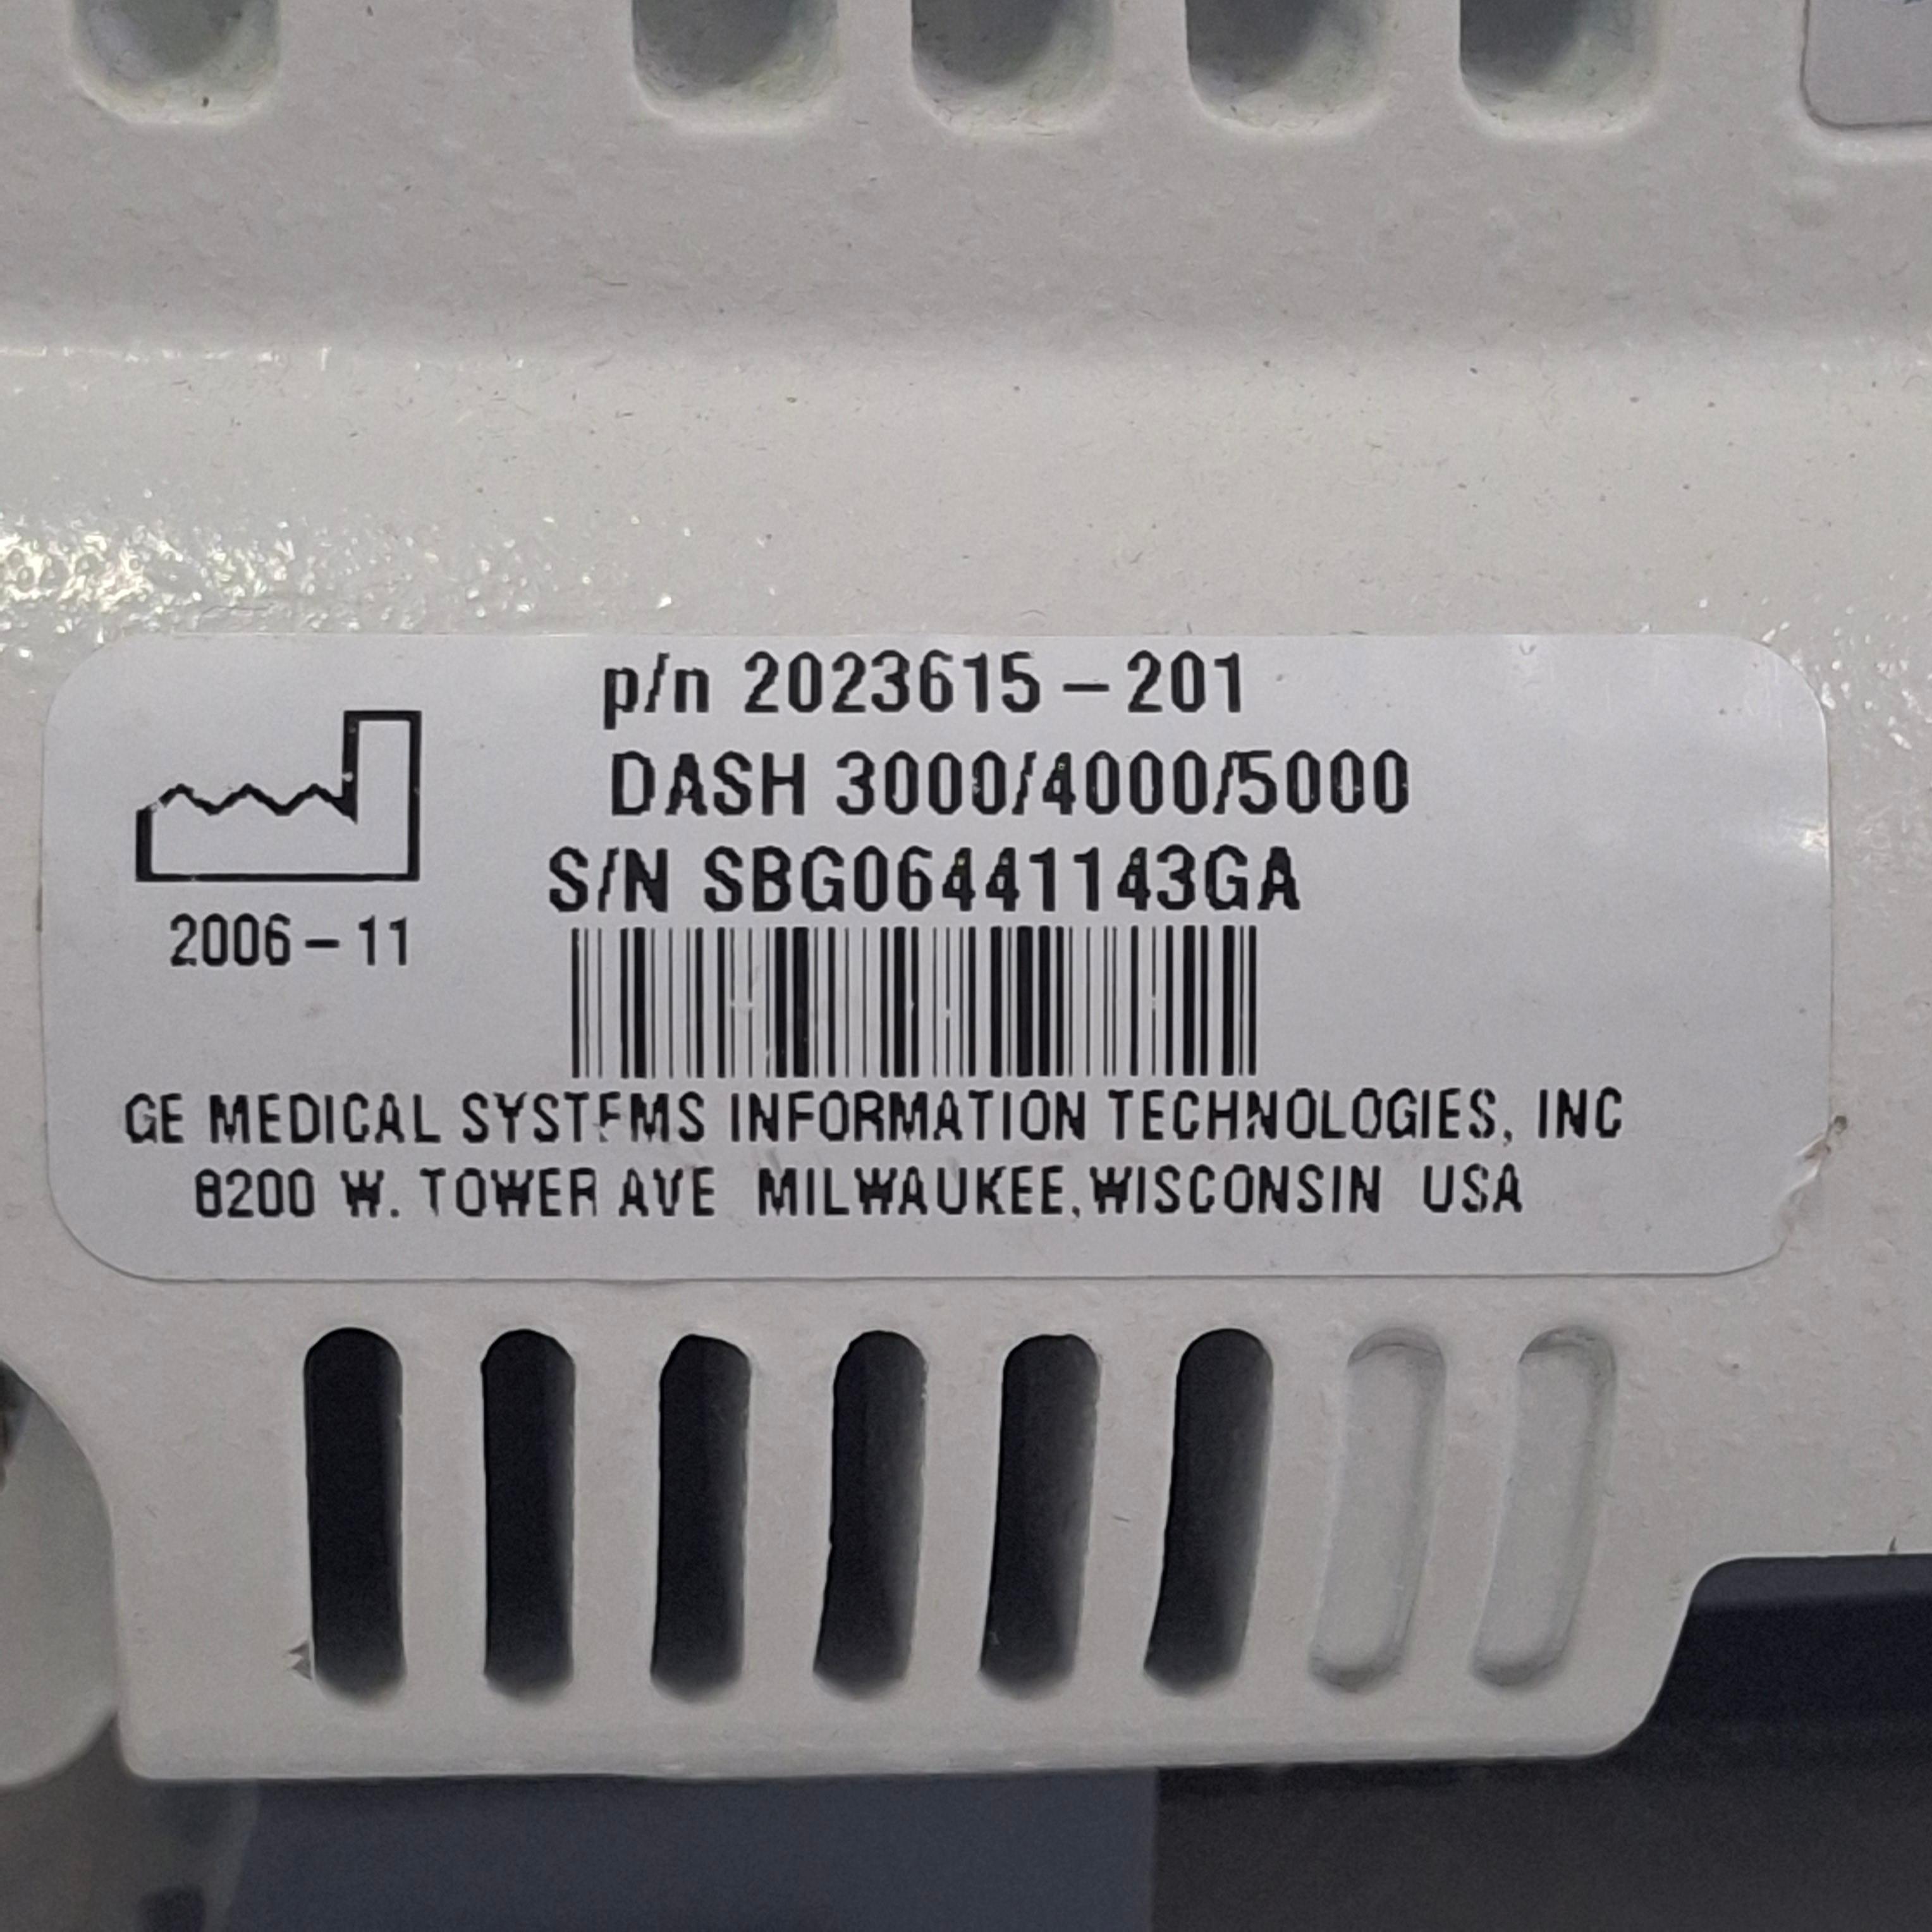 p/n 2023615-201
DASH 3000/4000/5000
S/N SBG06441143GA
2006-11
GE MEDICAL SYSTEMS INFORMATION TECHNOLOGIES, INC
8200 W. TOWER AVE MILWAUKEE,WISCONSIN USA